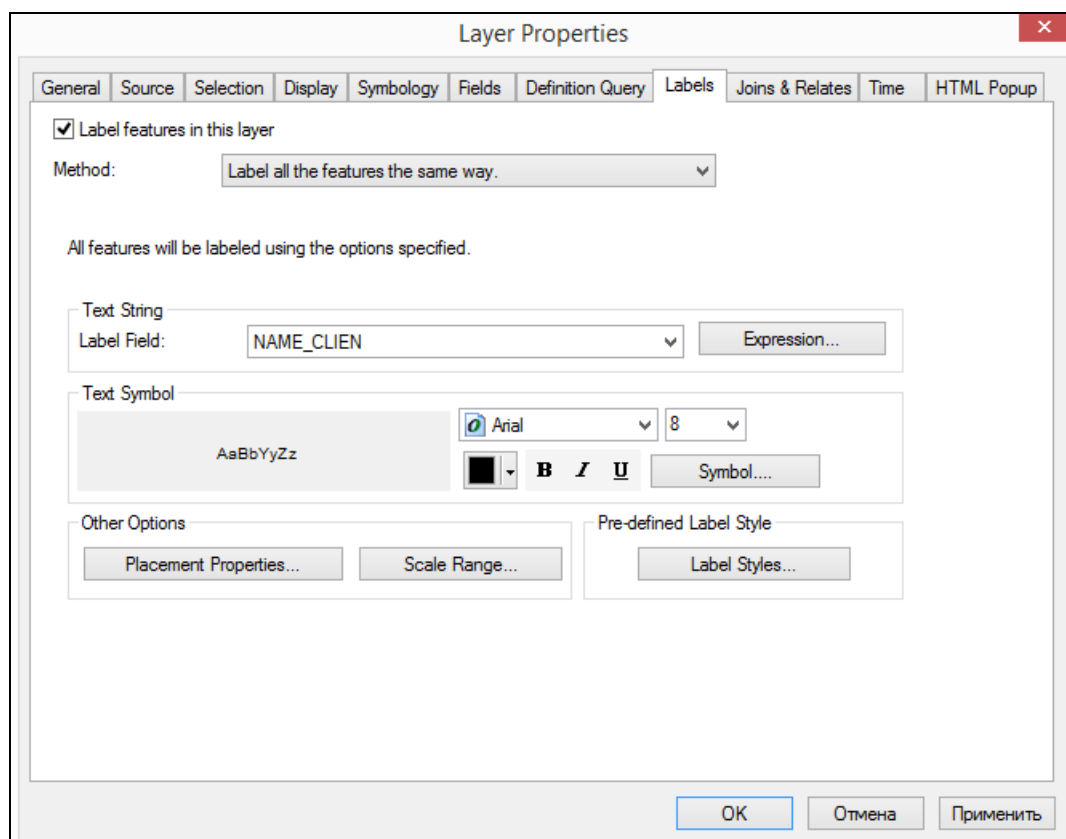 Layer Properties
General Source Selection Display Symbology Fields Definition Query Labels Joins & Relates Time HTML Popup
Label features in this layer
Method: Label all the features the same way.
All features will be labeled using the options specified.
Text String
Label Field: NAME_CLIEN Expression...
Text Symbol
AaBbYyZz
Arial 8
B I U Symbol....
Other Options
Placement Properties... Scale Range...
Pre-defined Label Style
Label Styles...
OK Отмена Применить